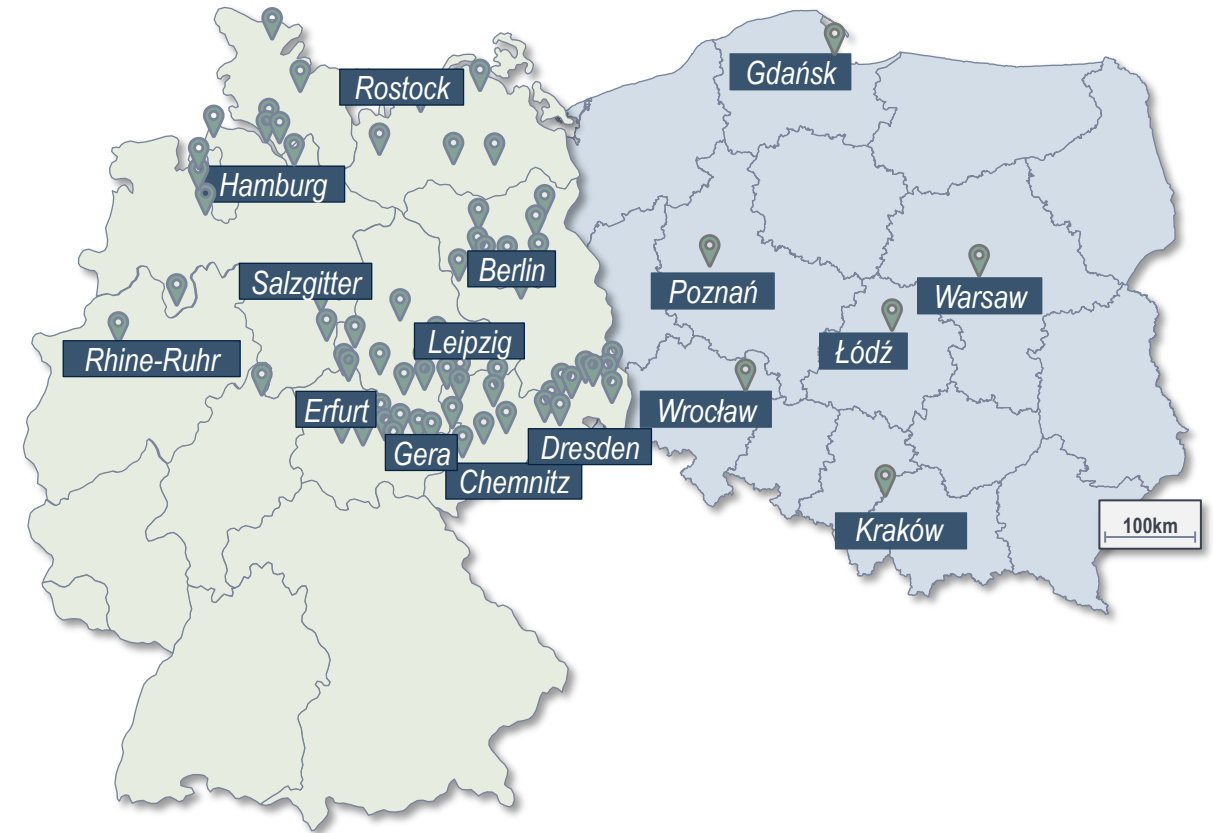 Gdańsk
Rostock
Hamburg
Berlin
Salzgitter
Poznań
Warsaw
Leipzig
Łódź
Rhine-Ruhr
Erfurt
Wrocław
Gera
Dresden
Chemnitz
Kraków
100km